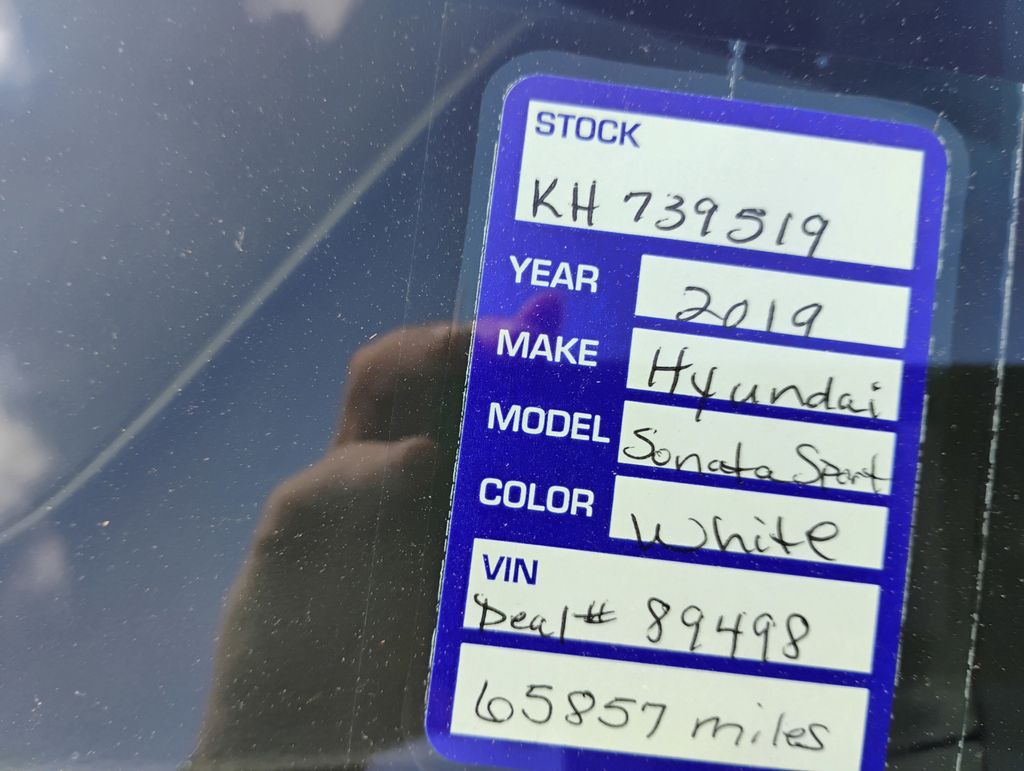 STOCK
KH 739519
YEAR 2019
MAKE Hyundai
MODEL Sonata Sport
COLOR White
VIN
Deal# 89498
65857 miles